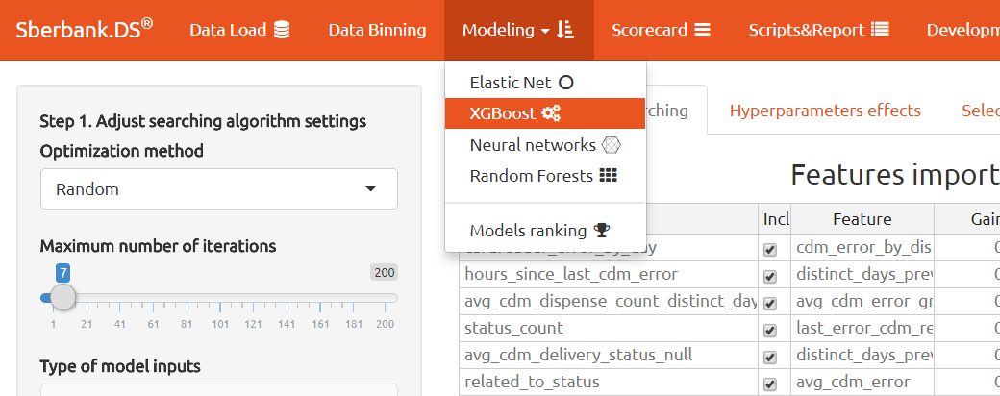 Sberbank.DS® Data Load Data Binning Modeling Scorecard Scripts&Report Developm
Elastic Net
XGBoost
Neural networks
Random Forests
Models ranking
Step 1. Adjust searching algorithm settings
Optimization method
Random
Maximum number of iterations
7 200
1 21 41 61 81 101 121 141 161 181 200
Type of model inputs
ching Hyperparameters effects Selec
Features import
Incl Feature Gain
cdm_error_by_dis 0
hours_since_last_cdm_error distinct_days_prev 0
avg_cdm_dispense_count_distinct_day avg_cdm_error_gr 0
status_count last_error_cdm_re 0
avg_cdm_delivery_status_null distinct_days_prev 0
related_to_status avg_cdm_error 0